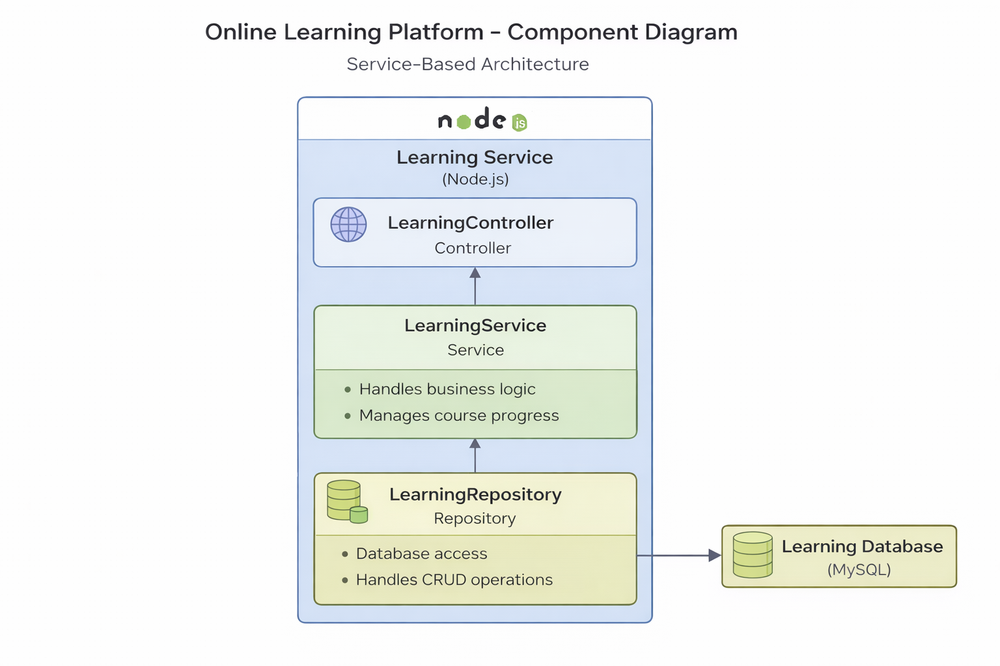 Online Learning Platform – Component Diagram
Service-Based Architecture
node js
Learning Service
(Node.js)
LearningController
Controller
LearningService
Service
• Handles business logic
• Manages course progress
LearningRepository
Repository
• Database access
• Handles CRUD operations
Learning Database
(MySQL)